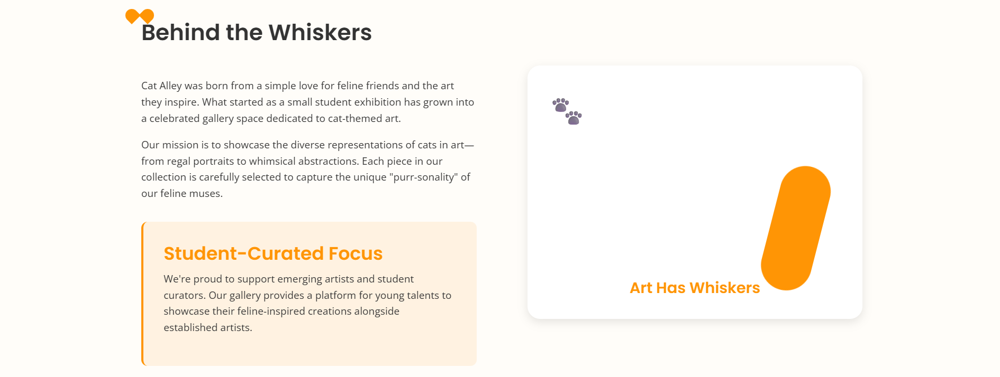 Behind the Whiskers
Cat Alley was born from a simple love for feline friends and the art
they inspire. What started as a small student exhibition has grown into
a celebrated gallery space dedicated to cat-themed art.
Our mission is to showcase the diverse representations of cats in art—
from regal portraits to whimsical abstractions. Each piece in our
collection is carefully selected to capture the unique "purr-sonality" of
our feline muses.
Student-Curated Focus
We're proud to support emerging artists and student
curators. Our gallery provides a platform for young talents to
showcase their feline-inspired creations alongside
established artists.
Art Has Whiskers